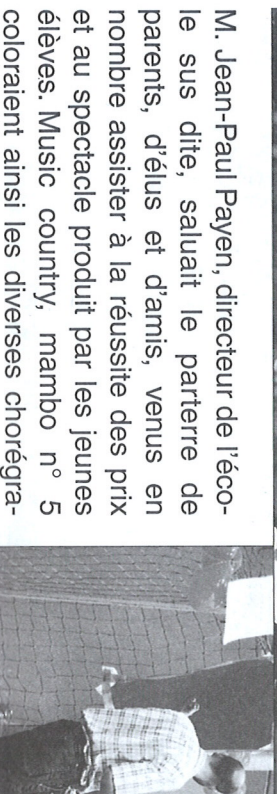 M. Jean-Paul Payen, directeur de l'éco-
le sus dite, saluait le parterre de
parents, d'élus et d'amis, venus en
nombre assister à la réussite des prix
et au spectacle produit par les jeunes
élèves. Music country, mambo n° 5
coloraient ainsi les diverses chorégra-